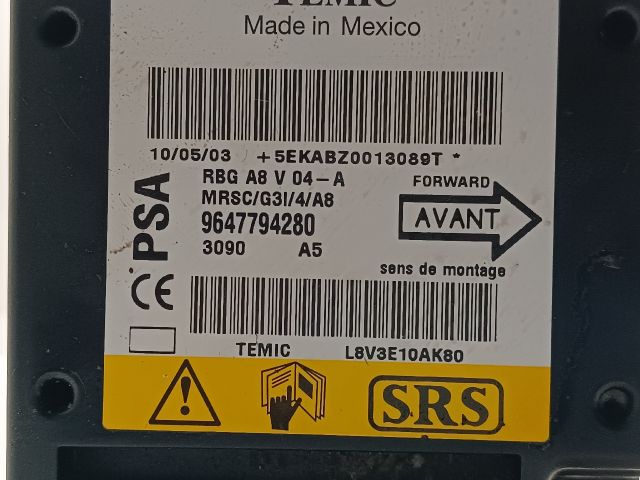 TEMIC
Made in Mexico
10/05/03 +5EKABZ0013089T *
RBG A8 V 04-A
MRSC/G3I/4/A8
9647794280
3090 A5
PSA
CE
FORWARD
AVANT
sens de montage
TEMIC L8V3E10AK80
SRS